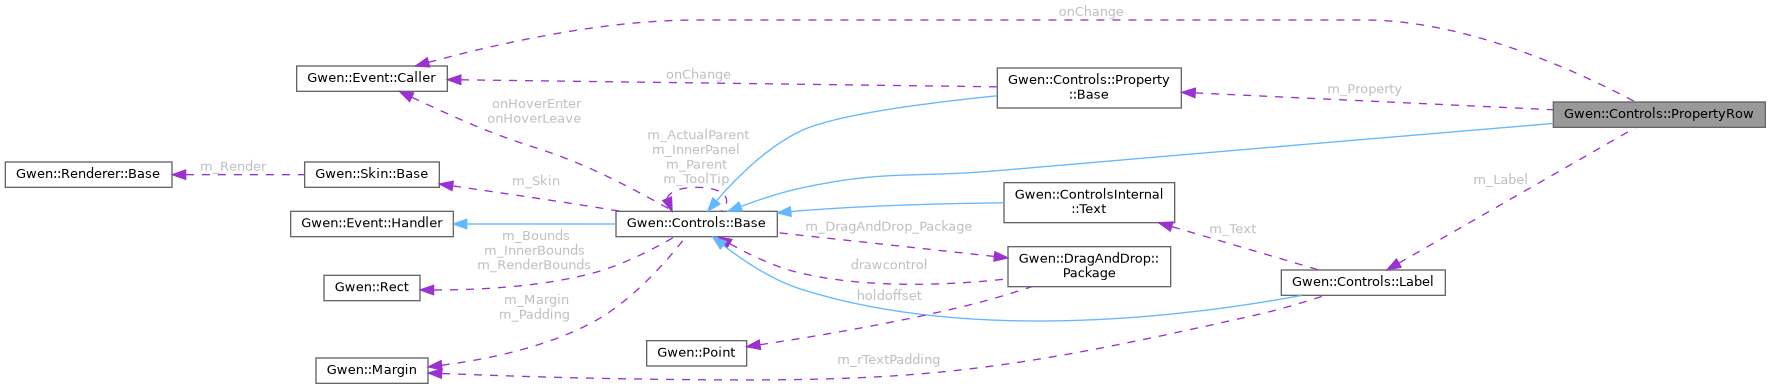 onChange
Gwen::Event::Caller
onChange
Gwen::Controls::Property
::Base
m_Property
Gwen::Controls::PropertyRow
onHoverEnter
onHoverLeave
m_ActualParent
m_InnerPanel
m_Parent
m_ToolTip
Gwen::Renderer::Base
m_Render
Gwen::Skin::Base
m_Skin
m_Label
Gwen::ControlsInternal
::Text
Gwen::Event::Handler
Gwen::Controls::Base
m_DragAndDrop_Package
m_Text
m_Bounds
m_InnerBounds
m_RenderBounds
drawcontrol
Gwen::DragAndDrop::
Package
Gwen::Rect
Gwen::Controls::Label
m_Margin
m_Padding
holdoffset
Gwen::Point
m_rTextPadding
Gwen::Margin